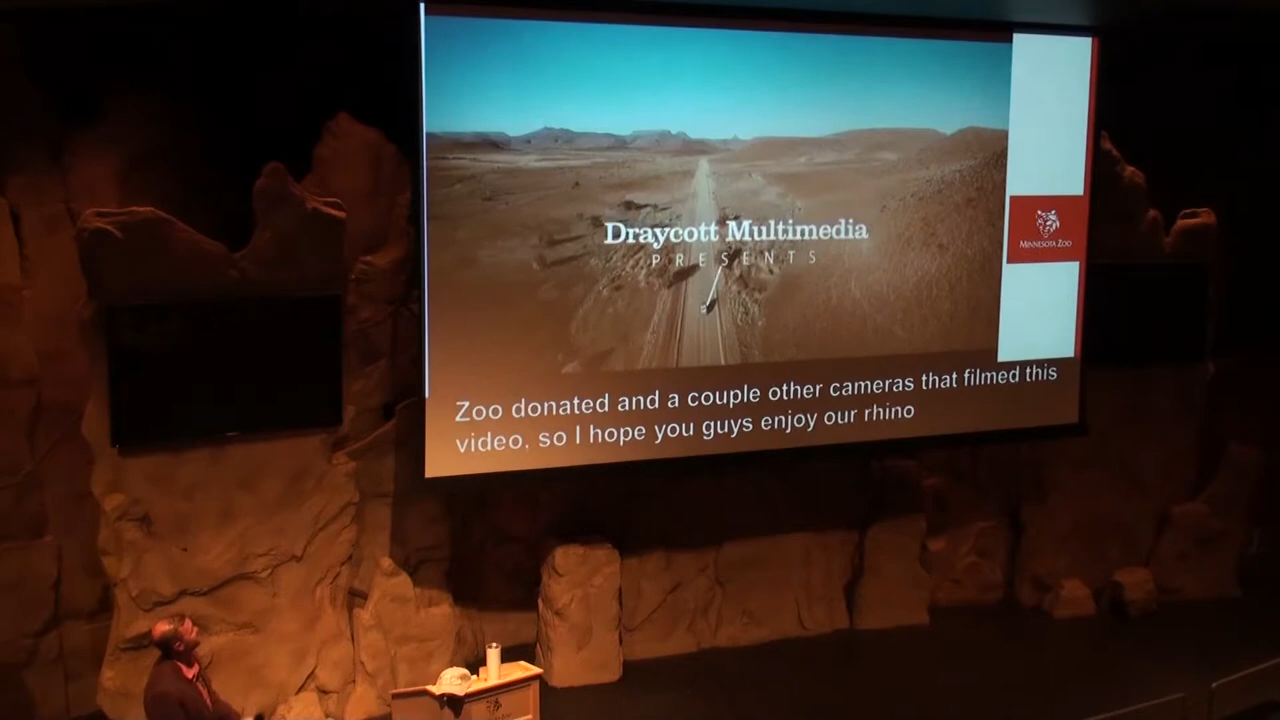 Draycott Multimedia
PRESENTS
MINNESOTA ZOO
Zoo donated and a couple other cameras that filmed this
video, so I hope you guys enjoy our rhino